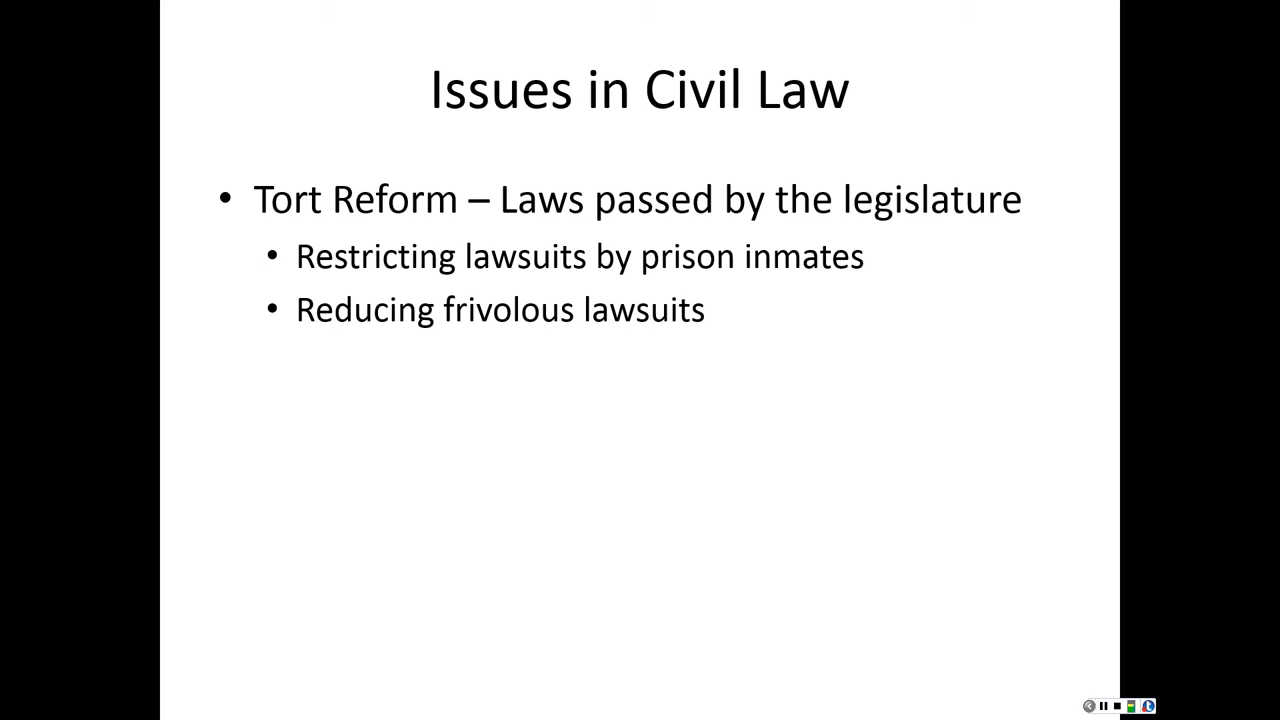 Issues in Civil Law
• Tort Reform – Laws passed by the legislature
• Restricting lawsuits by prison inmates
• Reducing frivolous lawsuits